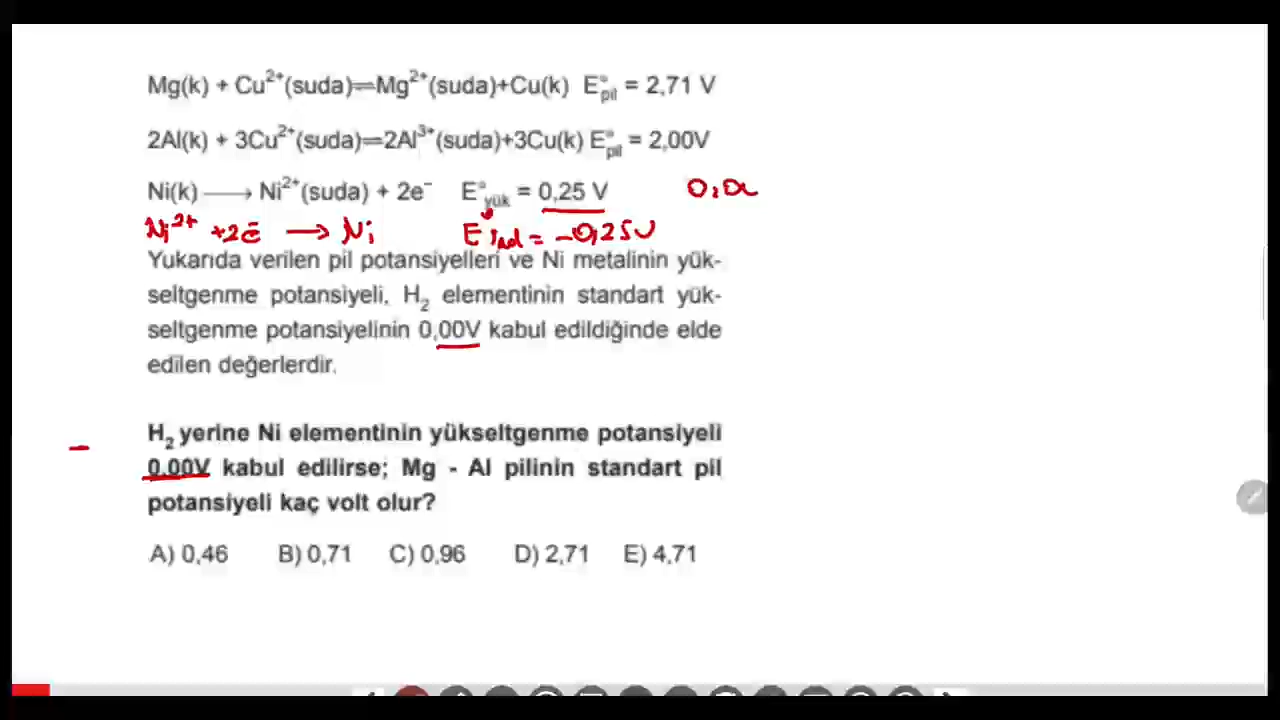 Mg(k) + Cu²⁺(suda)⇌Mg²⁺(suda)+Cu(k) E°pil = 2,71 V
2Al(k) + 3Cu²⁺(suda)⇌2Al³⁺(suda)+3Cu(k) E°pil = 2,00V
Ni(k) ⟶ Ni²⁺(suda) + 2e⁻ E°yük = 0,25 V
Ni²⁺ +2e⁻ → Ni E ind = -0,25V
Yukarıda verilen pil potansiyelleri ve Ni metalinin yük-
seltgenme potansiyeli, H₂ elementinin standart yük-
seltgenme potansiyelinin 0,00V kabul edildiğinde elde
edilen değerlerdir.
H₂ yerine Ni elementinin yükseltgenme potansiyeli
0,00V kabul edilirse; Mg - Al pilinin standart pil
potansiyeli kaç volt olur?
A) 0,46 B) 0,71 C) 0,96 D) 2,71 E) 4,71